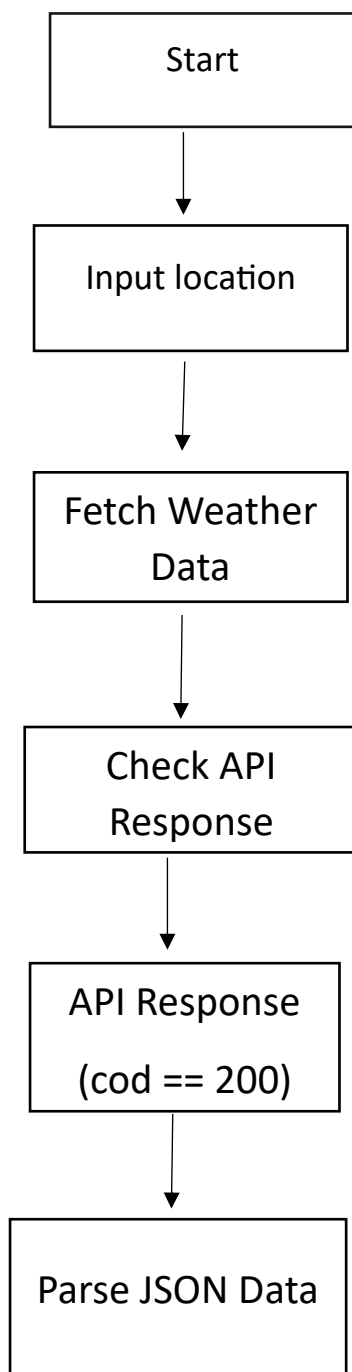 Start
Input location
Fetch Weather
Data
Check API
Response
API Response
(cod == 200)
Parse JSON Data